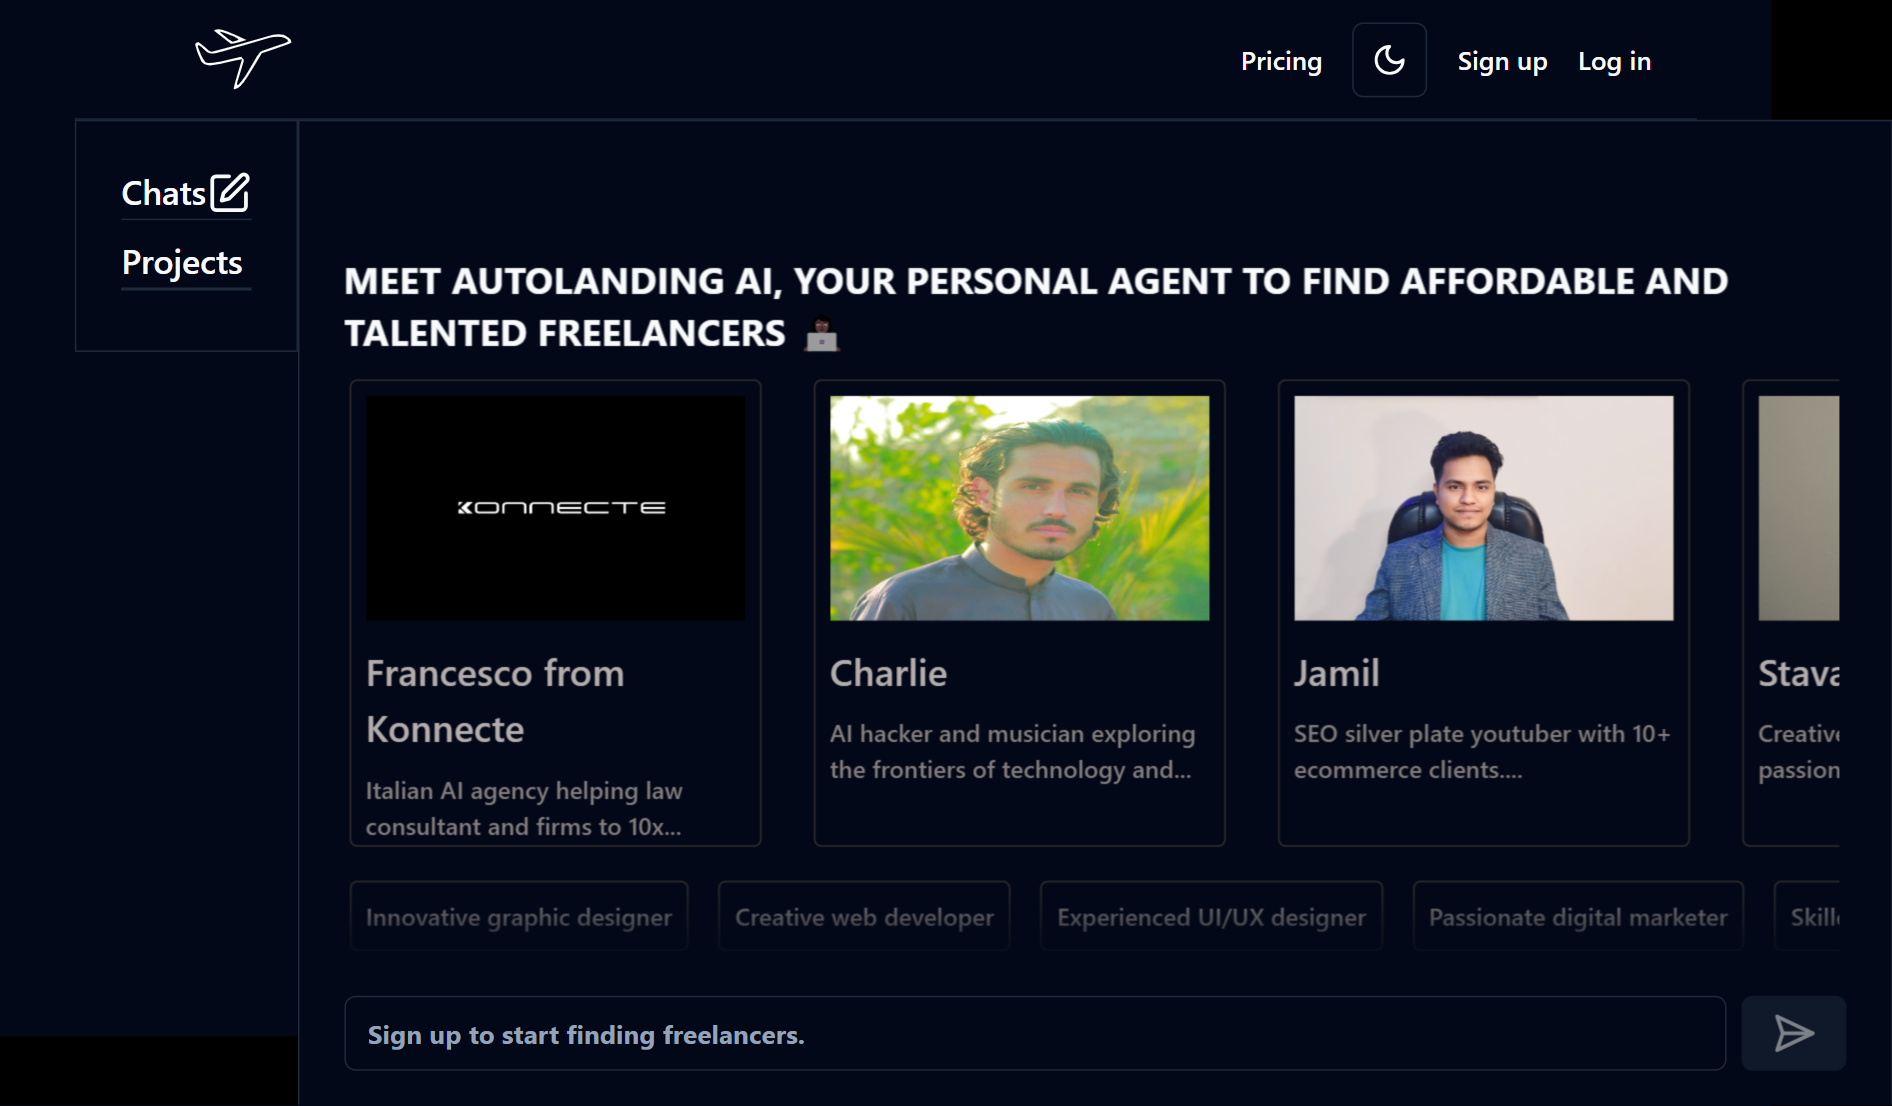 Pricing
Sign up
Log in
Chats
Projects
MEET AUTOLANDING AI, YOUR PERSONAL AGENT TO FIND AFFORDABLE AND
TALENTED FREELANCERS
KONNECTE
Francesco from
Konnecte
Italian AI agency helping law
consultant and firms to 10x...
Charlie
AI hacker and musician exploring
the frontiers of technology and...
Jamil
SEO silver plate youtuber with 10+
ecommerce clients....
Stava
Creative
passion
Innovative graphic designer
Creative web developer
Experienced UI/UX designer
Passionate digital marketer
Skill
Sign up to start finding freelancers.